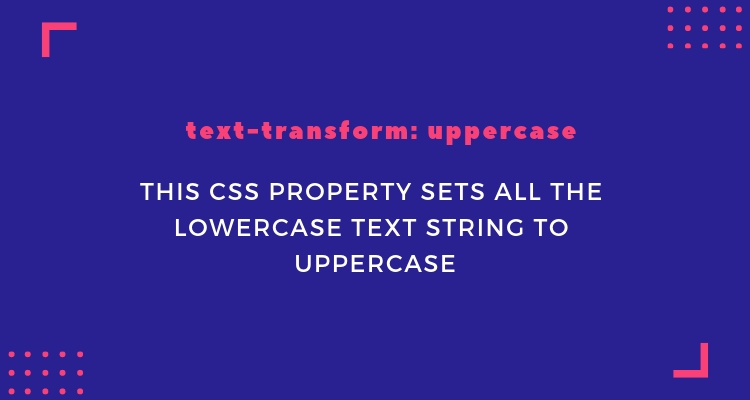 text-transform: uppercase
THIS CSS PROPERTY SETS ALL THE
LOWERCASE TEXT STRING TO
UPPERCASE